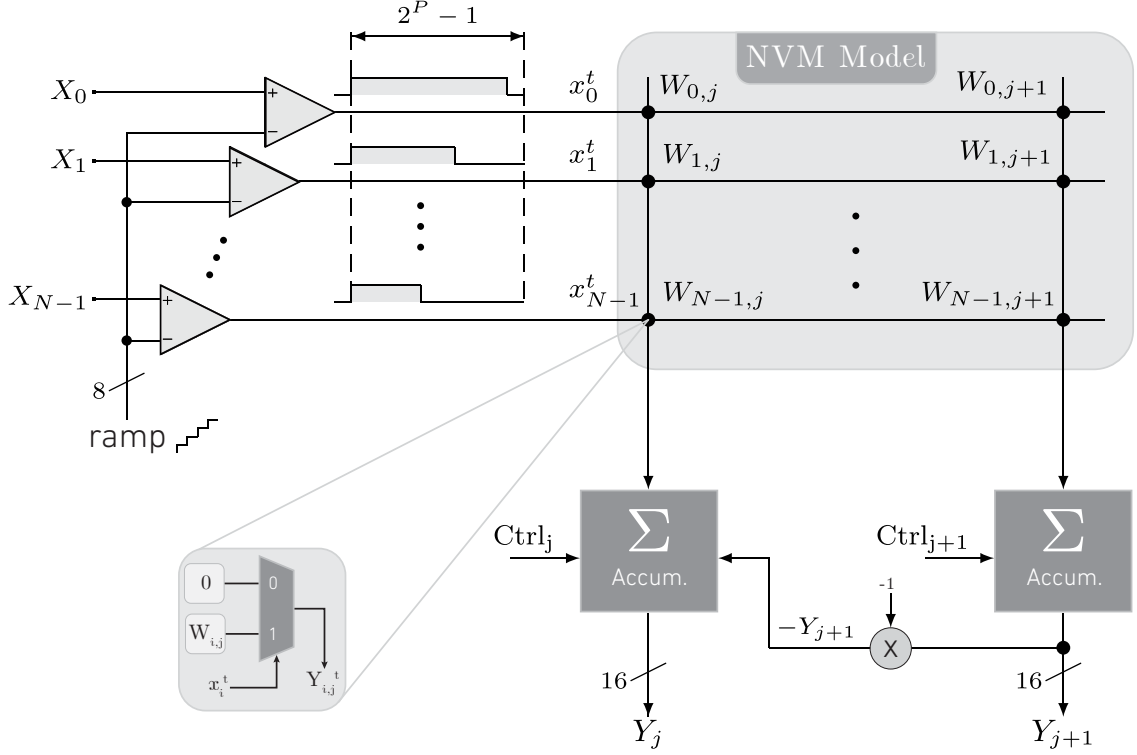 2^P − 1
NVM Model
X_0
+
−
x_0^t
W_{0,j}
W_{0,j+1}
X_1
+
−
x_1^t
W_{1,j}
W_{1,j+1}
X_{N−1}
+
−
x_{N−1}^t
W_{N−1,j}
W_{N−1,j+1}
8
ramp
Ctrl_j
Σ
Accum.
Ctrl_{j+1}
Σ
Accum.
-1
−Y_{j+1}
X
0
0
W_{i,j}
1
x_i^t
Y_{i,j}^t
16
16
Y_j
Y_{j+1}